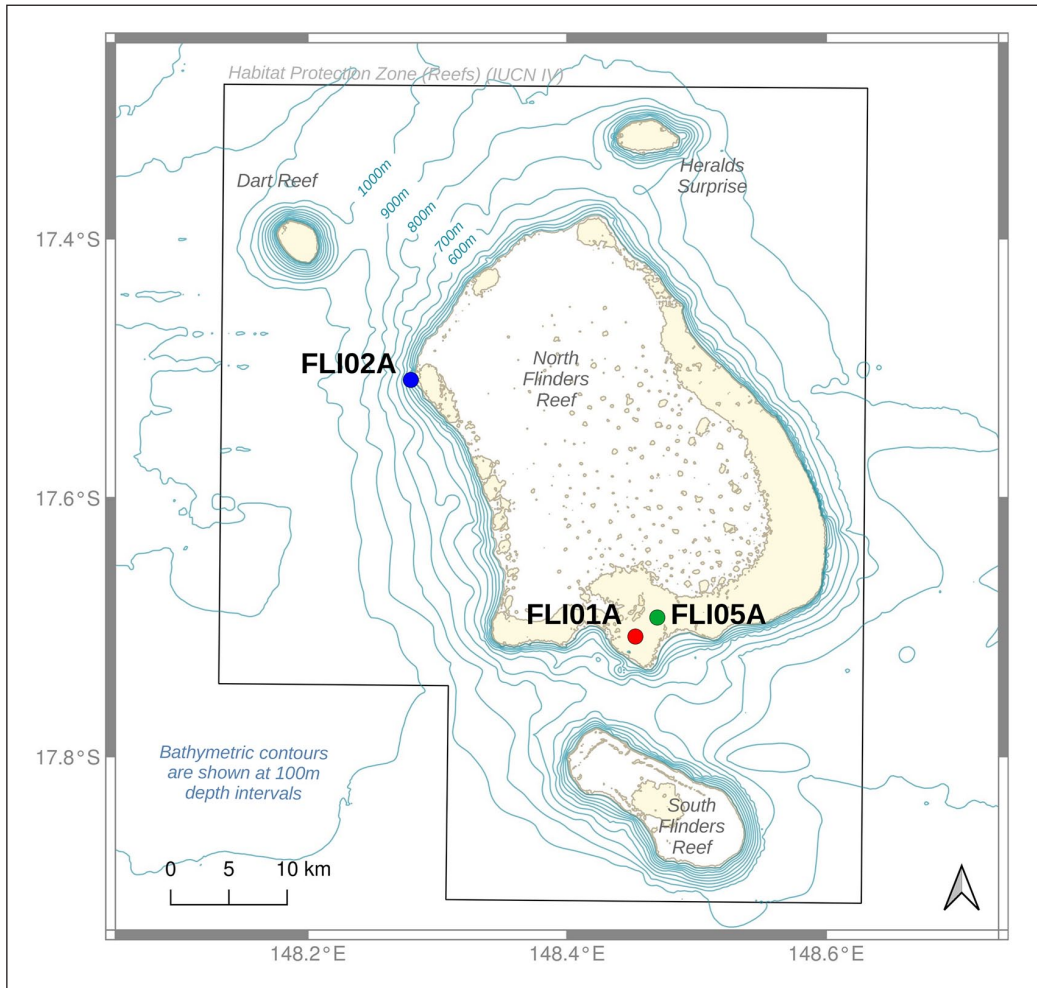 Habitat Protection Zone (Reefs) (IUCN IV)
Heralds
Surprise
Dart Reef
1000m
900m
800m
700m
600m
17.4°S
FLI02A
North
Flinders
Reef
17.6°S
FLI01A
FLI05A
17.8°S
Bathymetric contours
are shown at 100m
depth intervals
South
Flinders
Reef
0 5 10 km
148.2°E 148.4°E 148.6°E